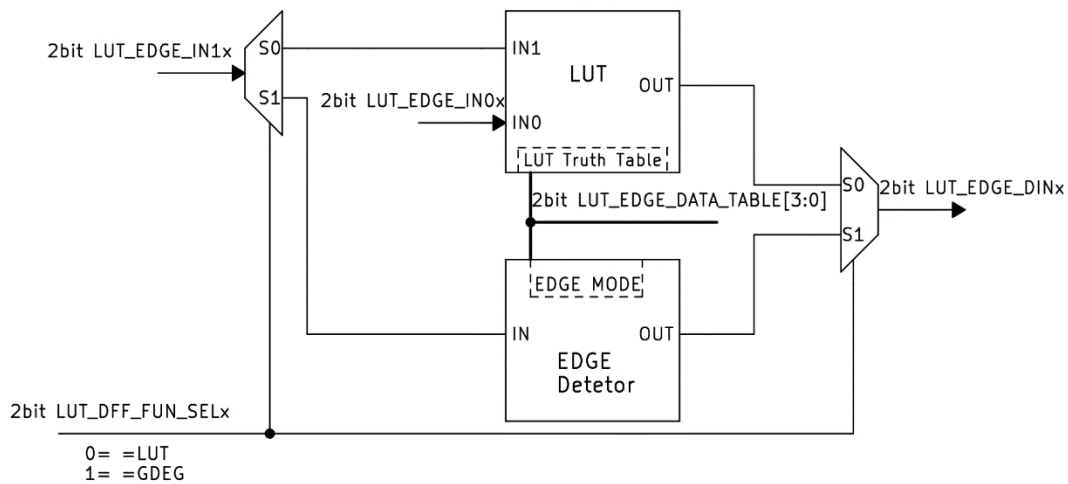 2bit LUT_EDGE_IN1x
S0
S1
IN1
LUT
OUT
2bit LUT_EDGE_IN0x
IN0
LUT Truth Table
S0
2bit LUT_EDGE_DINx
2bit LUT_EDGE_DATA_TABLE[3:0]
S1
EDGE MODE
IN
OUT
EDGE
Detetor
2bit LUT_DFF_FUN_SELx
0= =LUT
1= =GDEG